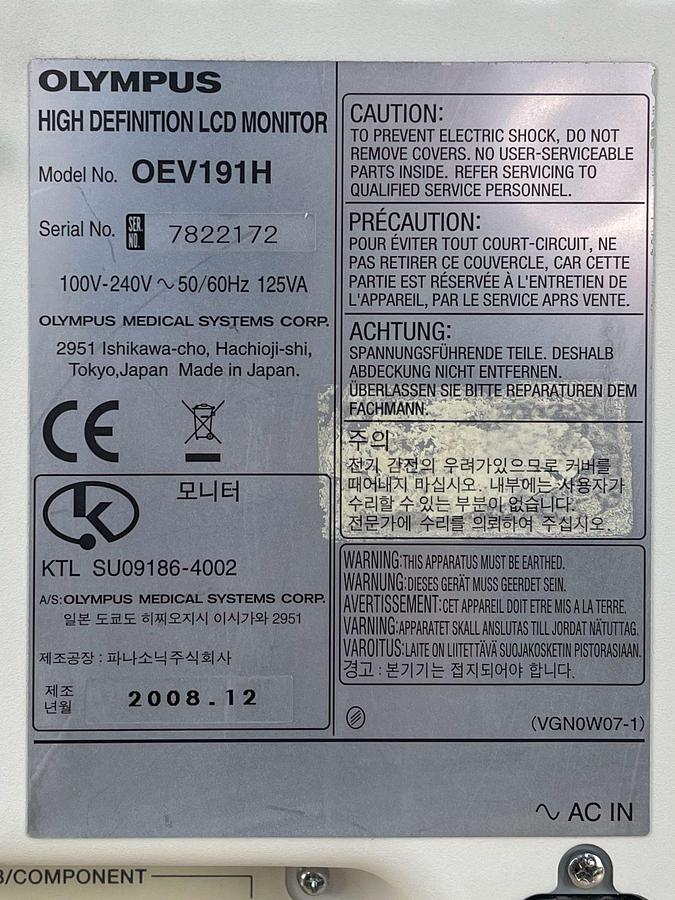 OLYMPUS
HIGH DEFINITION LCD MONITOR
Model No. OEV191H
Serial No. SER. NO. 7822172
100V-240V ～ 50/60Hz 125VA
OLYMPUS MEDICAL SYSTEMS CORP.
2951 Ishikawa-cho, Hachioji-shi,
Tokyo,Japan Made in Japan.
CE
모니터
KTL SU09186-4002
A/S:OLYMPUS MEDICAL SYSTEMS CORP.
일본 도쿄도 히찌오지시 이시가와 2951
제조공장 : 파나소닉주식회사
제조
년월
2008.12
CAUTION:
TO PREVENT ELECTRIC SHOCK, DO NOT
REMOVE COVERS. NO USER-SERVICEABLE
PARTS INSIDE. REFER SERVICING TO
QUALIFIED SERVICE PERSONNEL.
PRÉCAUTION:
POUR ÉVITER TOUT COURT-CIRCUIT, NE
PAS RETIRER CE COUVERCLE, CAR CETTE
PARTIE EST RÉSERVÉE À L'ENTRETIEN DE
L'APPAREIL, PAR LE SERVICE APRS VENTE.
ACHTUNG:
SPANNUNGSFÜHRENDE TEILE. DESHALB
ABDECKUNG NICHT ENTFERNEN.
ÜBERLASSEN SIE BITTE REPARATUREN DEM
FACHMANN.
주의
전기 감전의 우려가있으므로 커버를
떼어내지 마십시오. 내부에는 사용자가
수리할 수 있는 부분이 없습니다.
전문가에 수리를 의뢰하여 주십시오.
WARNING:THIS APPARATUS MUST BE EARTHED.
WARNUNG:DIESES GERÄT MUSS GEERDET SEIN.
AVERTISSEMENT:CET APPAREIL DOIT ETRE MIS A LA TERRE.
VARNING:APPARATET SKALL ANSLUTAS TILL JORDAT NÄTUTTAG.
VAROITUS:LAITE ON LIITETTÄVÄ SUOJAKOSKETIN PISTORASIAAN.
경고 : 본기기는 접지되어야 합니다.
(VGN0W07-1)
～ AC IN
/COMPONENT